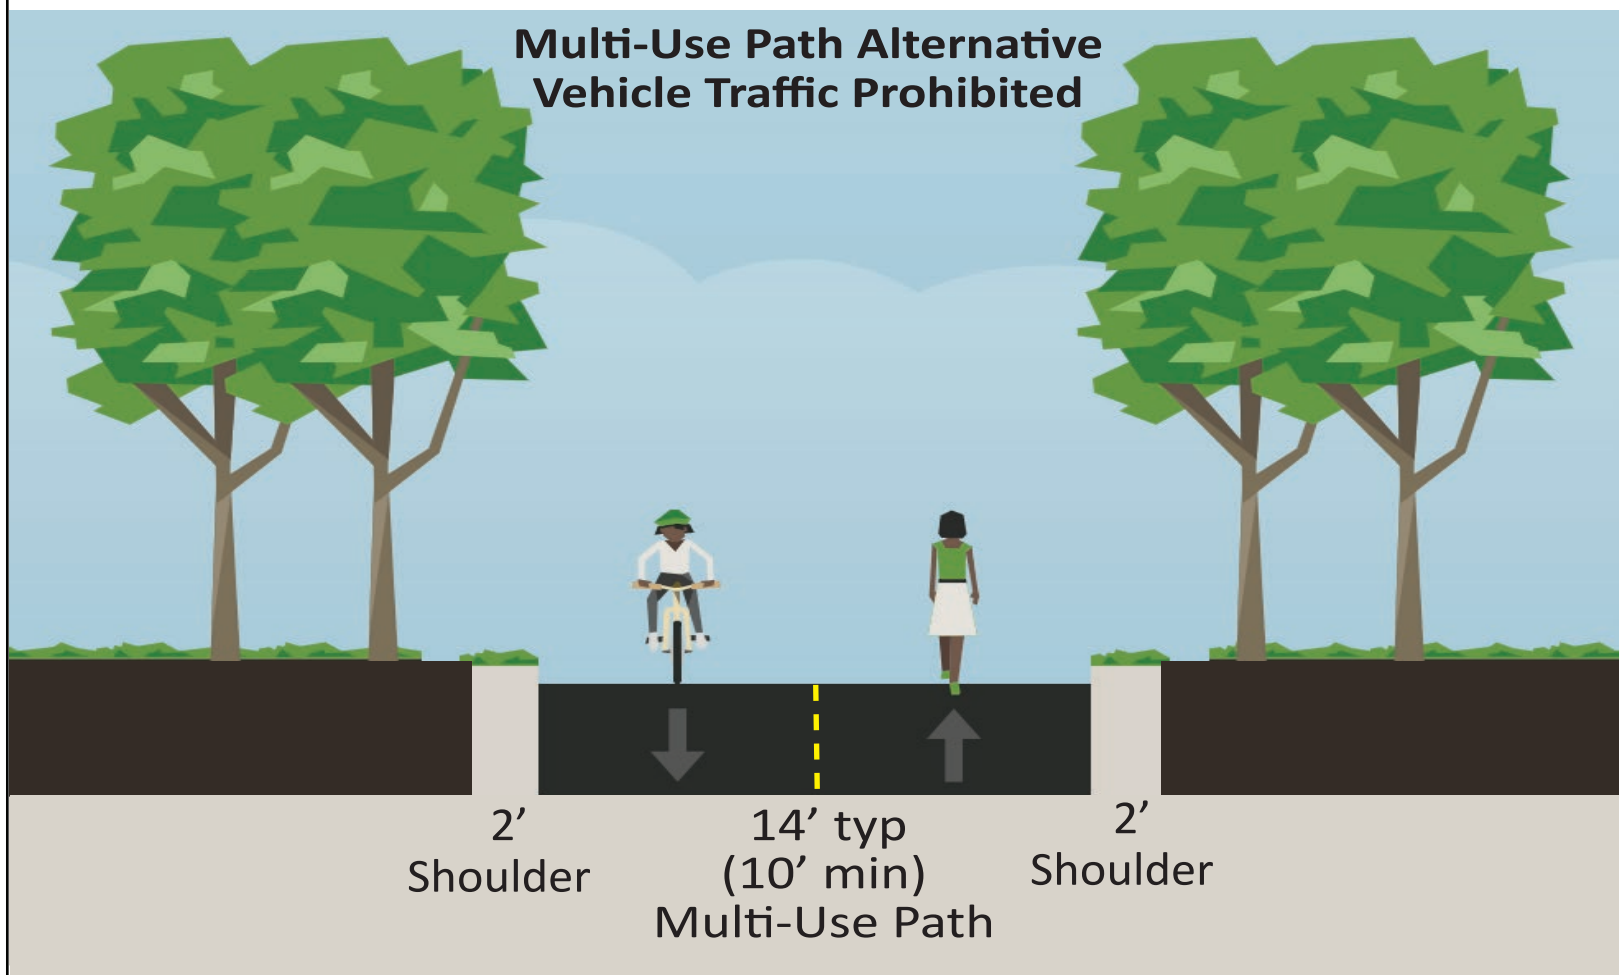 Multi-Use Path Alternative
Vehicle Traffic Prohibited
2’
Shoulder
14’ typ
(10’ min)
Multi-Use Path
2’
Shoulder